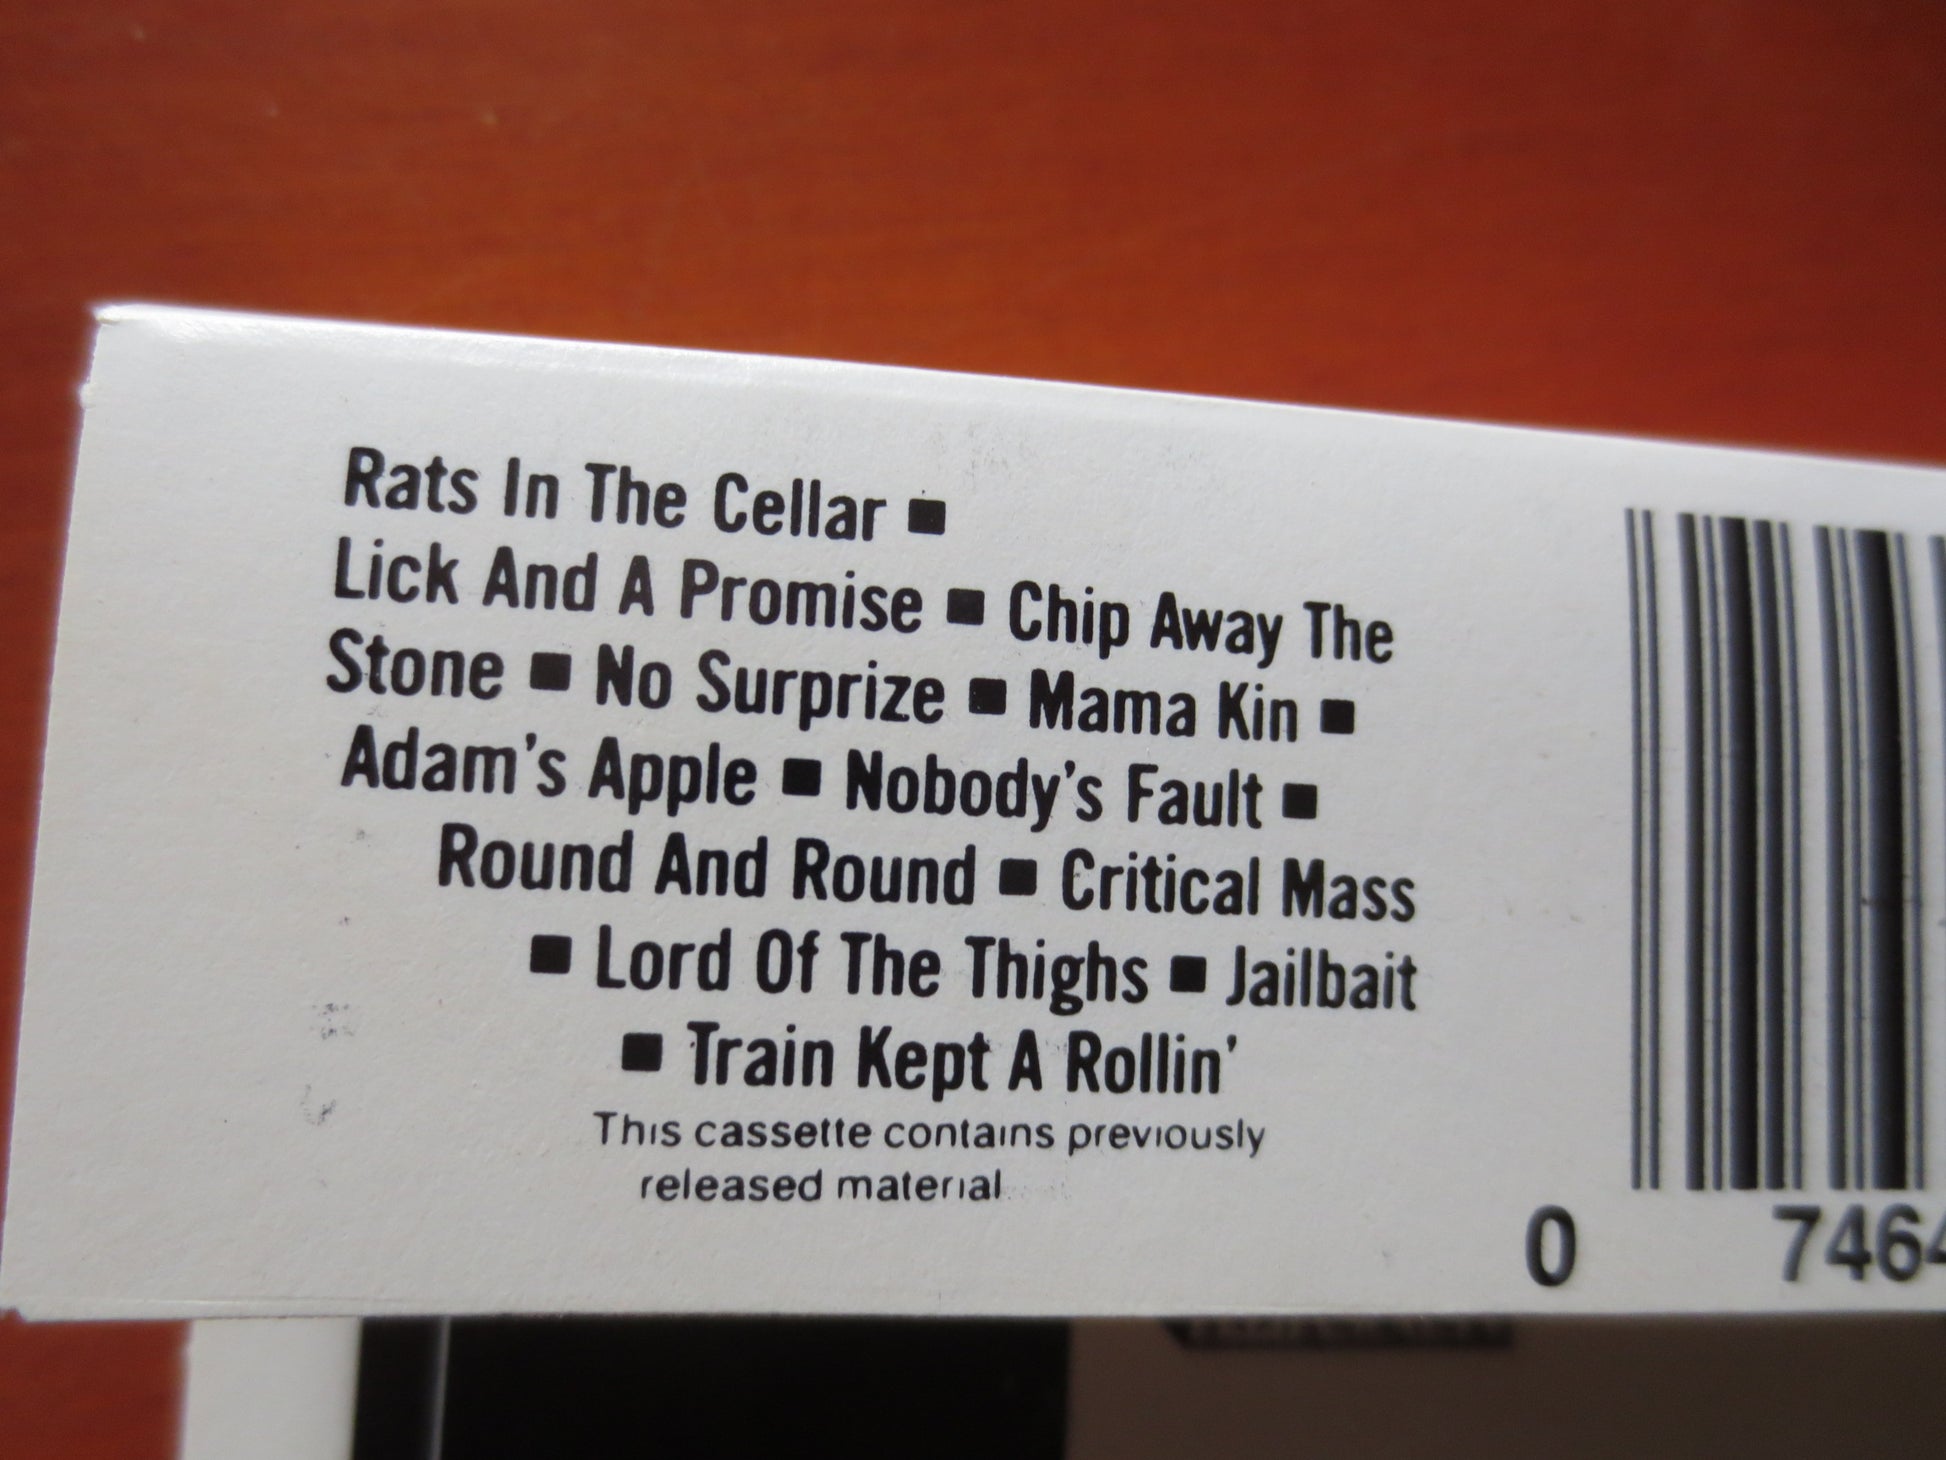 Rats In The Cellar ■
Lick And A Promise ■ Chip Away The
Stone ■ No Surprize ■ Mama Kin ■
Adam's Apple ■ Nobody's Fault ■
Round And Round ■ Critical Mass
■ Lord Of The Thighs ■ Jailbait
■ Train Kept A Rollin'
This cassette contains previously
released material
0 7464